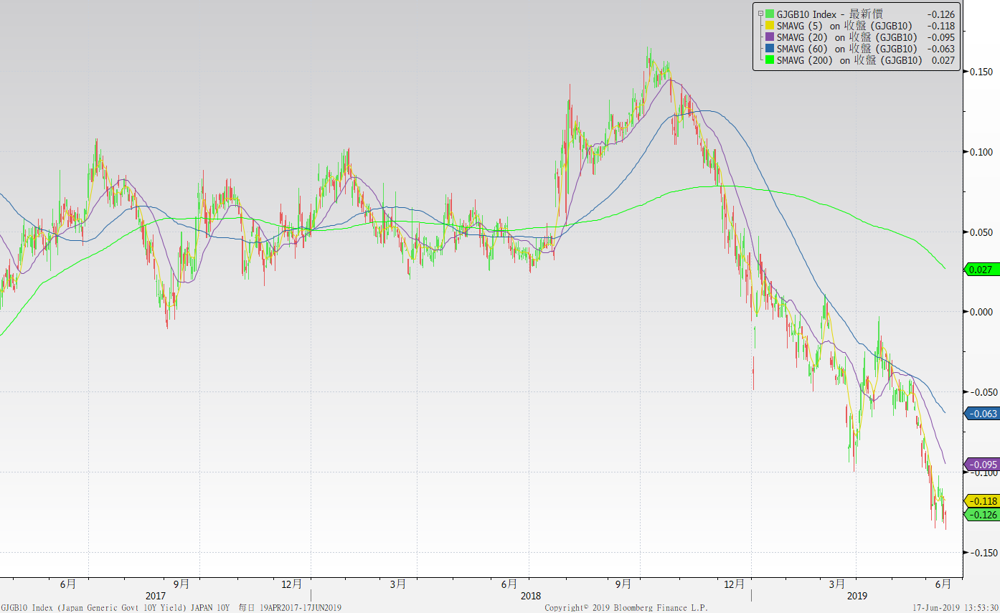 GJGB10 Index - 最新價 -0.126
SMAVG (5) on 收盤 (GJGB10) -0.118
SMAVG (20) on 收盤 (GJGB10) -0.095
SMAVG (60) on 收盤 (GJGB10) -0.063
SMAVG (200) on 收盤 (GJGB10) 0.027
0.150
0.100
0.050
0.027
0.000
-0.050
-0.063
-0.095
-0.100
-0.118
-0.126
-0.150
6月 9月 12月 3月 6月 9月 12月 3月 6月
2017 2018 2019
GJGB10 Index (Japan Generic Govt 10Y Yield) JAPAN 10Y 每日 19APR2017-17JUN2019 Copyright© 2019 Bloomberg Finance L.P. 17-Jun-2019 13:53:30